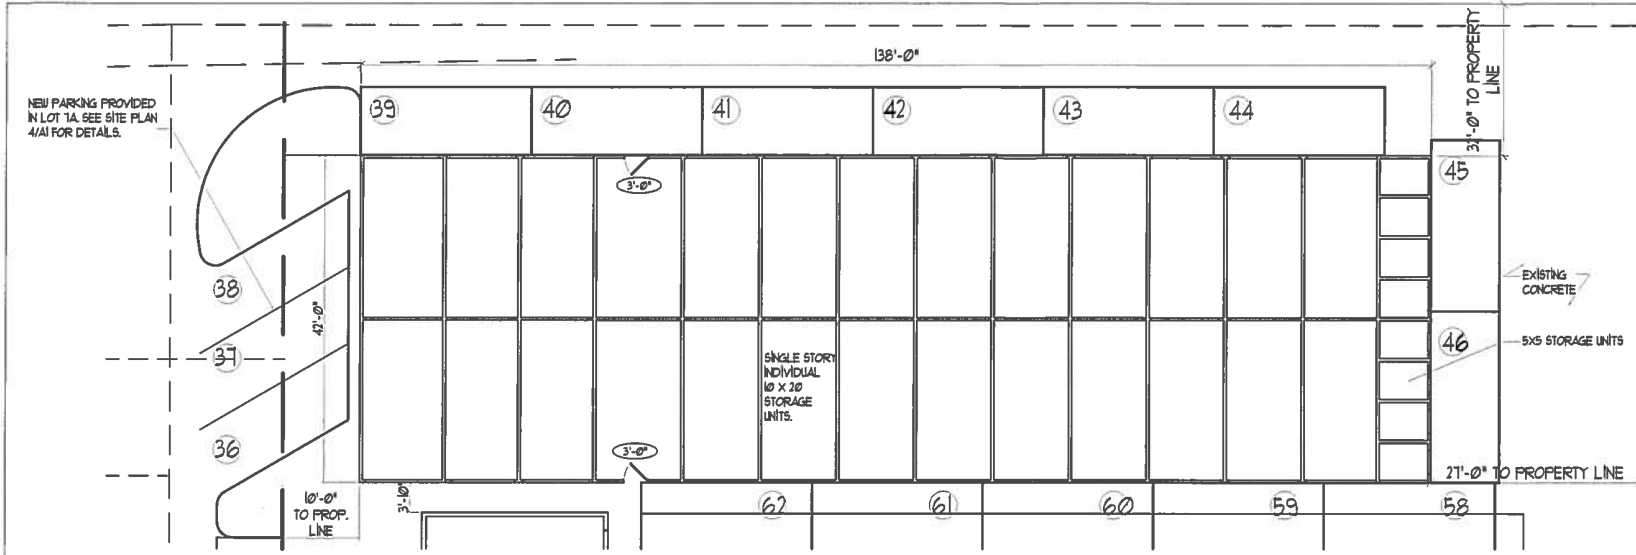 138'-0"
32'-0" TO PROPERTY
LINE
NEW PARKING PROVIDED
IN LOT 7A. SEE SITE PLAN
4/A1 FOR DETAILS.
39
40
41
42
43
44
45
3'-0"
38
EXISTING
CONCRETE
42'-0"
37
46
5X5 STORAGE UNITS
SINGLE STORY
INDIVIDUAL
10 X 20
STORAGE
UNITS.
36
3'-0"
27'-0" TO PROPERTY LINE
10'-0"
TO PROP.
LINE
3'-10"
62
61
60
59
58